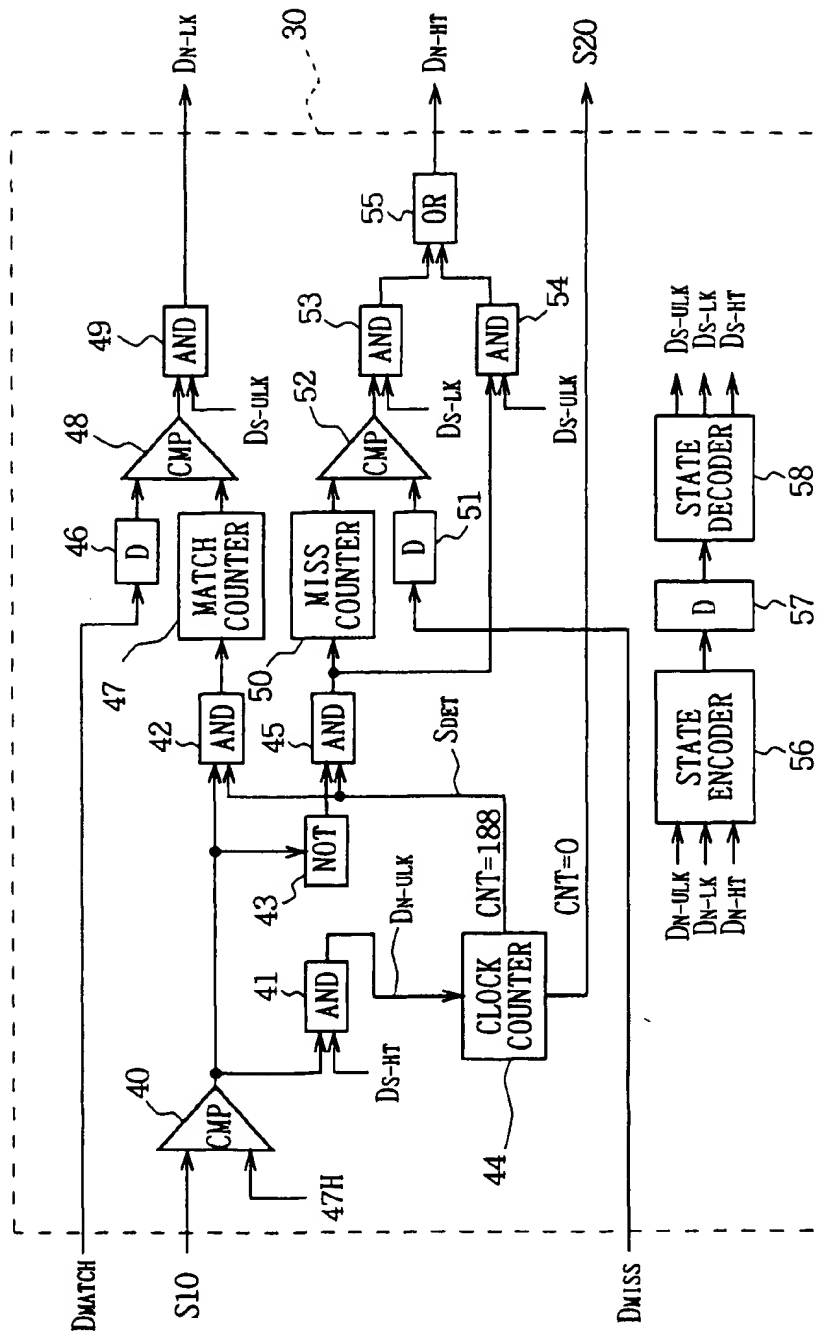 30
DMATCH
DN-LK
46
D
48
CMP
49
AND
DS-ULK
MATCH COUNTER
47
42
AND
S10
40
CMP
47H
43
NOT
45
AND
MISS COUNTER
50
52
CMP
53
AND
DS-LK
55
OR
DN-HT
D
51
54
AND
DS-ULK
41
AND
DS-HT
DN-ULK
SDET
CLOCK COUNTER
44
CNT=188
CNT=0
S20
DMISS
DN-ULK
DN-LK
DN-HT
STATE ENCODER
56
D
57
STATE DECODER
58
DS-ULK
DS-LK
DS-HT